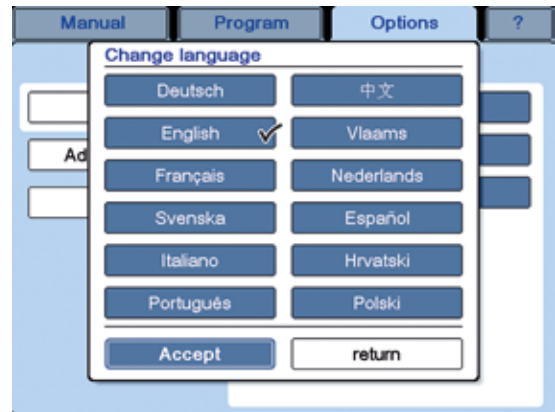 Manual Program Options ?
Change language
Deutsch 中文
English Vlaams
Ad
Français Nederlands
Svenska Español
Italiano Hrvatski
Português Polski
Accept return